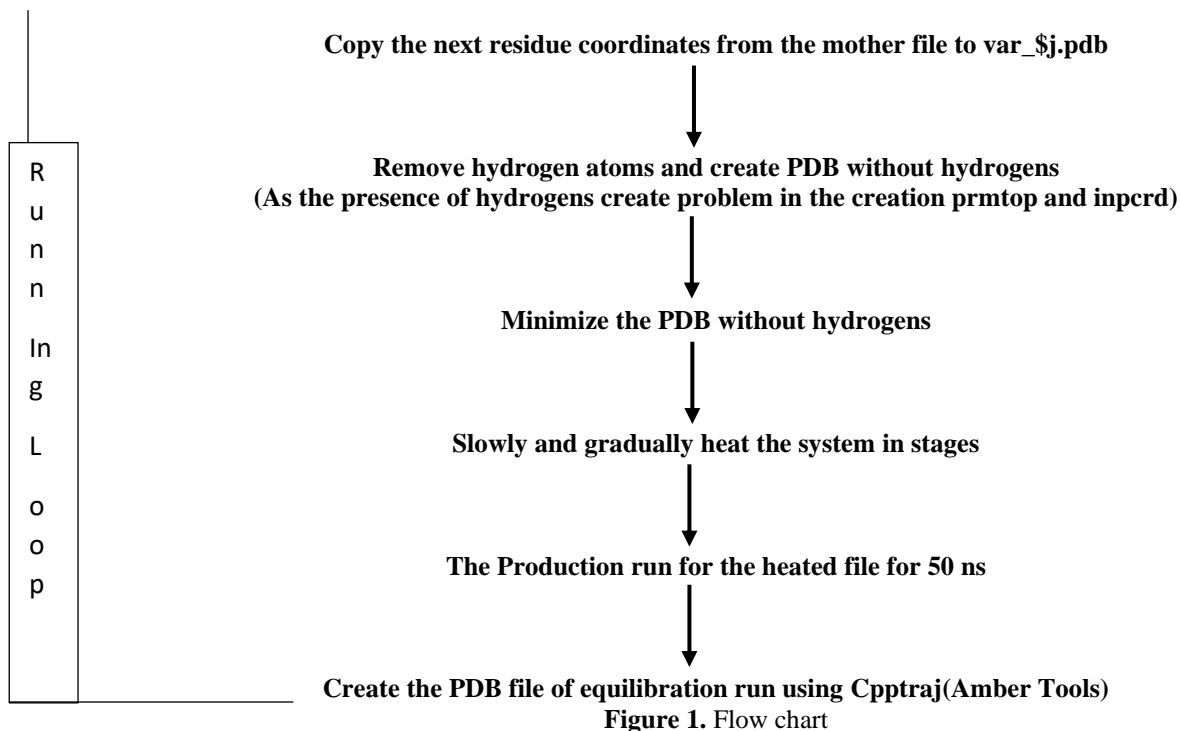 Copy the next residue coordinates from the mother file to var_$j.pdb
Remove hydrogen atoms and create PDB without hydrogens
(As the presence of hydrogens create problem in the creation prmtop and inpcrd)
Minimize the PDB without hydrogens
Slowly and gradually heat the system in stages
The Production run for the heated file for 50 ns
Create the PDB file of equilibration run using Cpptraj(Amber Tools)
R
u
n
n
In
g
L
o
o
p
Figure 1. Flow chart